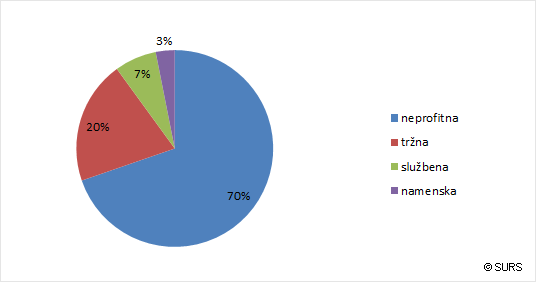 3%
7%
20%
70%
neprofitna
tržna
službena
namenska
© SURS